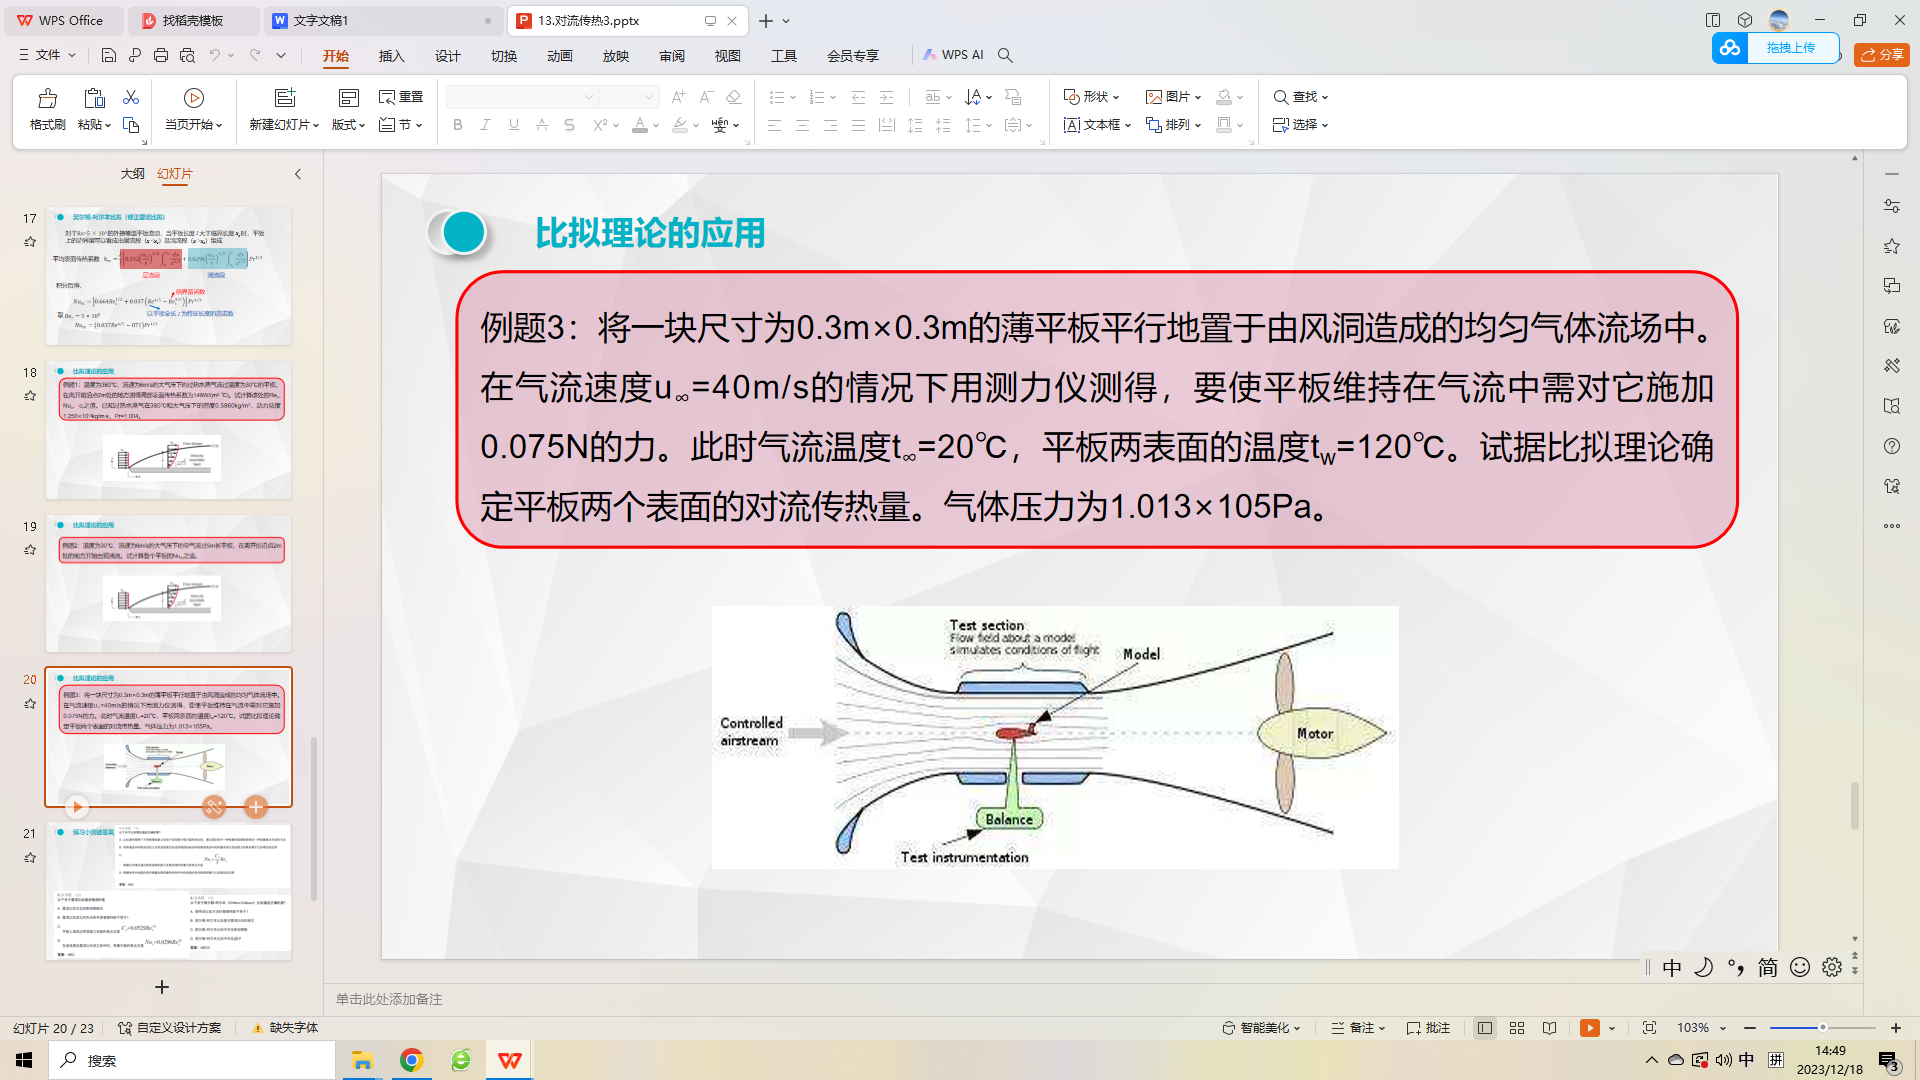 WPS Office
找稻壳模板
文字文稿1
13.对流传热3.pptx
拖拽上传
文件
开始
插入
设计
切换
动画
放映
审阅
视图
工具
会员专享
WPS AI
分享
格式刷
粘贴
当页开始
新建幻灯片
版式
重置
节
形状
图片
文本框
排列
查找
选择
大纲
幻灯片
17
18
19
20
21
比拟理论的应用
例题3：将一块尺寸为0.3m×0.3m的薄平板平行地置于由风洞造成的均匀气体流场中。
在气流速度u∞=40m/s的情况下用测力仪测得，要使平板维持在气流中需对它施加
0.075N的力。此时气流温度t∞=20℃，平板两表面的温度tw=120℃。试据比拟理论确
定平板两个表面的对流传热量。气体压力为1.013×105Pa。
Test section
Flow field about a model
simulates conditions of flight
Model
Controlled
airstream
Motor
Balance
Test instrumentation
单击此处添加备注
中
简
幻灯片 20 / 23
自定义设计方案
缺失字体
智能美化
备注
批注
103%
搜索
中
拼
14:49
2023/12/18
3